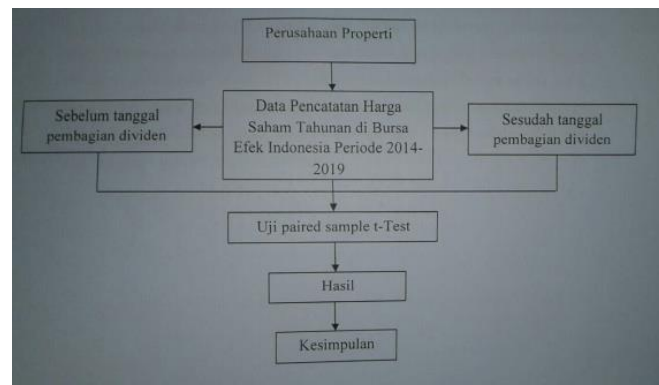 Perusahaan Properti
Sebelum tanggal
pembagian dividen
Data Pencatatan Harga
Saham Tahunan di Bursa
Efek Indonesia Periode 2014-
2019
Sesudah tanggal
pembagian dividen
Uji paired sample t-Test
Hasil
Kesimpulan